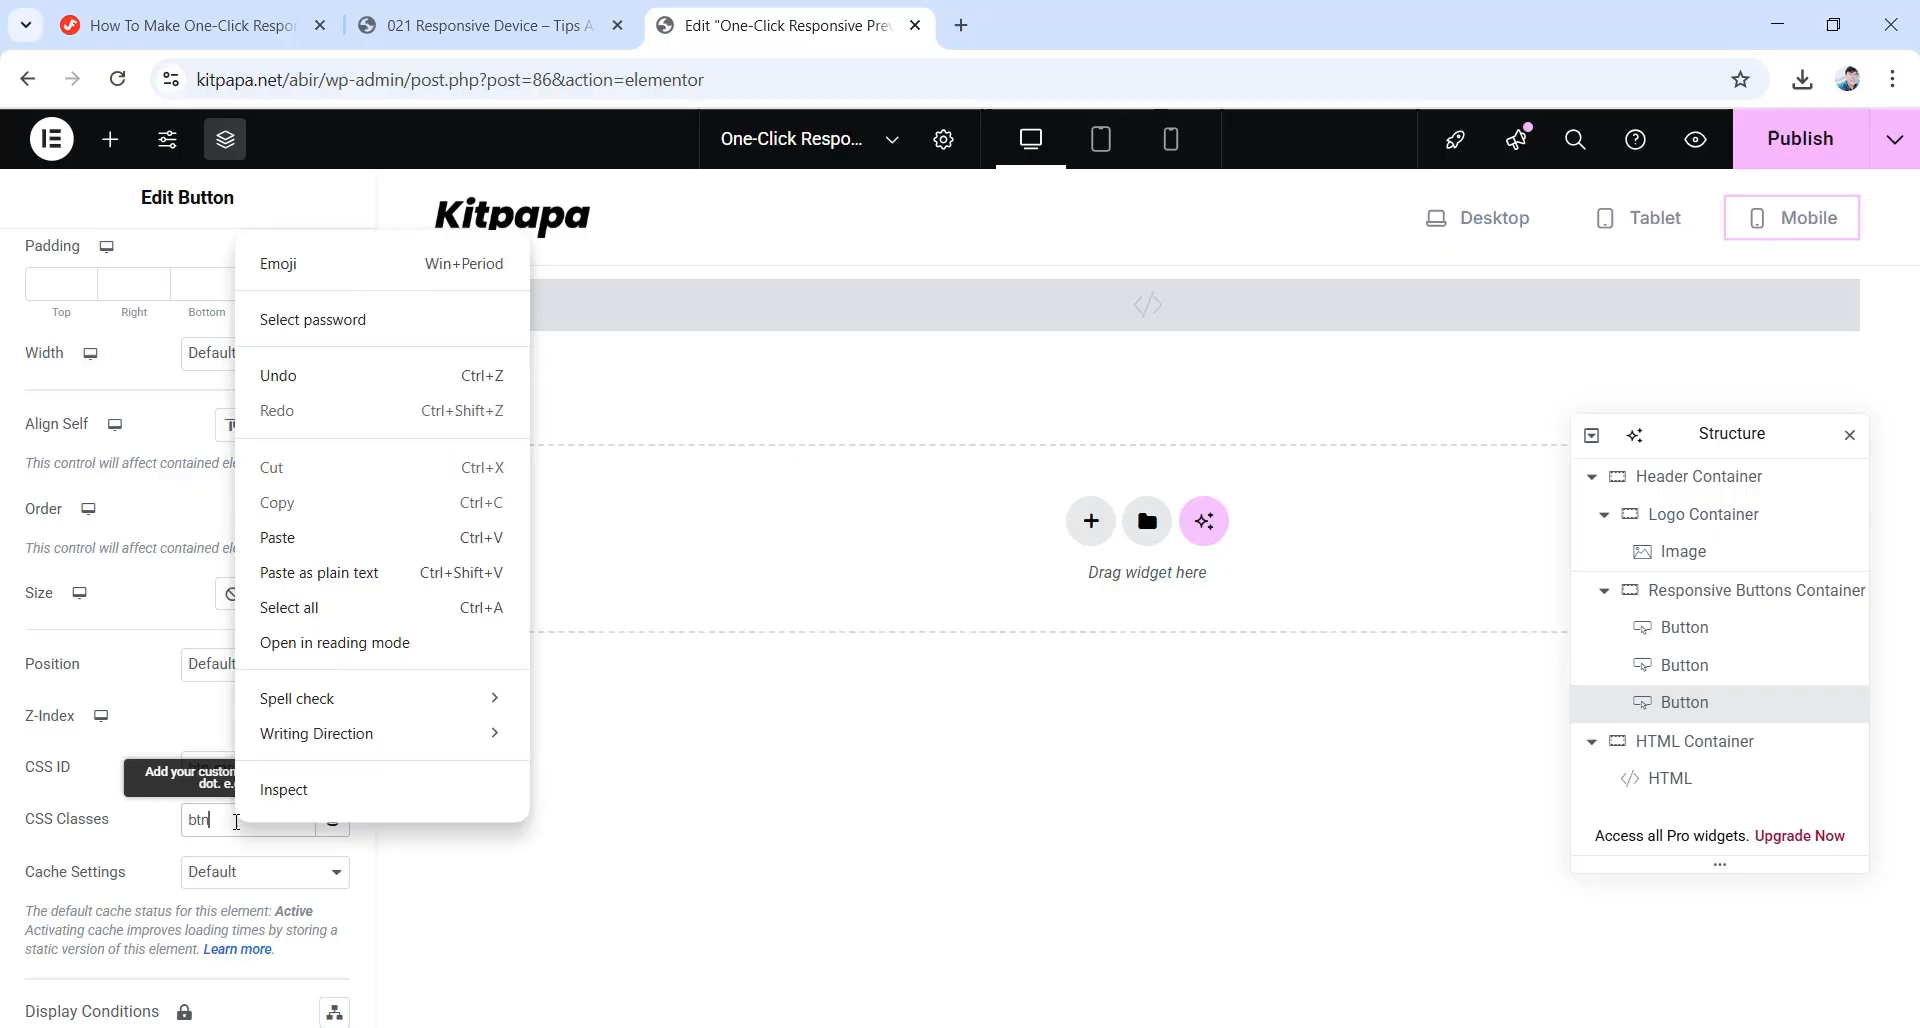 How To Make One-Click Respon
021 Responsive Device – Tips A
Edit "One-Click Responsive Prev
kitpapa.net/abir/wp-admin/post.php?post=86&action=elementor
One-Click Respo...
Publish
Edit Button
Kitpapa
Desktop
Tablet
Mobile
Padding
Top
Right
Bottom
Width
Default
Align Self
This control will affect contained ele
Order
This control will affect contained ele
Size
Position
Default
Z-Index
CSS ID
Add your custom
dot. e.g
CSS Classes
btn
Cache Settings
Default
The default cache status for this element: Active
Activating cache improves loading times by storing a
static version of this element. Learn more.
Display Conditions
Emoji Win+Period
Select password
Undo Ctrl+Z
Redo Ctrl+Shift+Z
Cut Ctrl+X
Copy Ctrl+C
Paste Ctrl+V
Paste as plain text Ctrl+Shift+V
Select all Ctrl+A
Open in reading mode
Spell check
Writing Direction
Inspect
Drag widget here
Structure
Header Container
Logo Container
Image
Responsive Buttons Container
Button
Button
Button
HTML Container
HTML
Access all Pro widgets. Upgrade Now